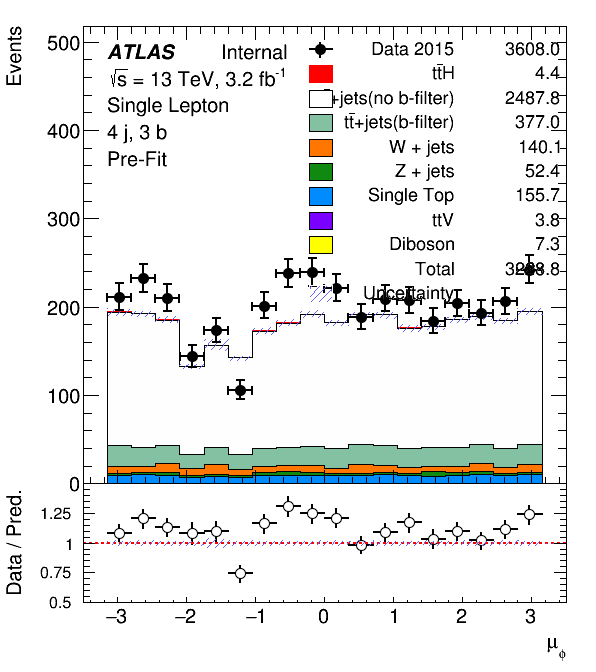 Events
500
400
300
200
100
0
ATLAS Internal
√s = 13 TeV, 3.2 fb⁻¹
Single Lepton
4 j, 3 b
Pre-Fit
Data 2015 3608.0
tt̄H 4.4
+jets(no b-filter) 2487.8
tt̄+jets(b-filter) 377.0
W + jets 140.1
Z + jets 52.4
Single Top 155.7
ttV 3.8
Diboson 7.3
Total
Uncertainty
Data / Pred.
1.25
1
0.75
0.5
−3 −2 −1 0 1 2 3
μ_ϕ